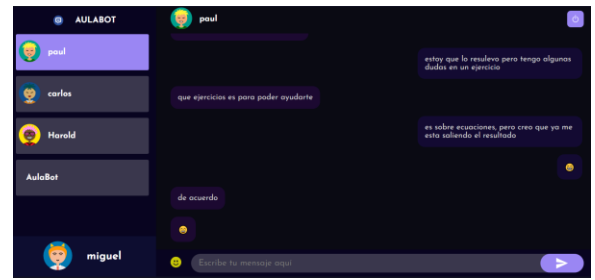 AULABOT
paul
carlos
Harold
AulaBot
miguel
paul
estoy que lo resulevo pero tengo algunas
dudas en un ejercicio
que ejercicios es para poder ayudarte
es sobre ecuaciones, pero creo que ya me
esta saliendo el resultado
de acuerdo
Escribe tu mensaje aqui